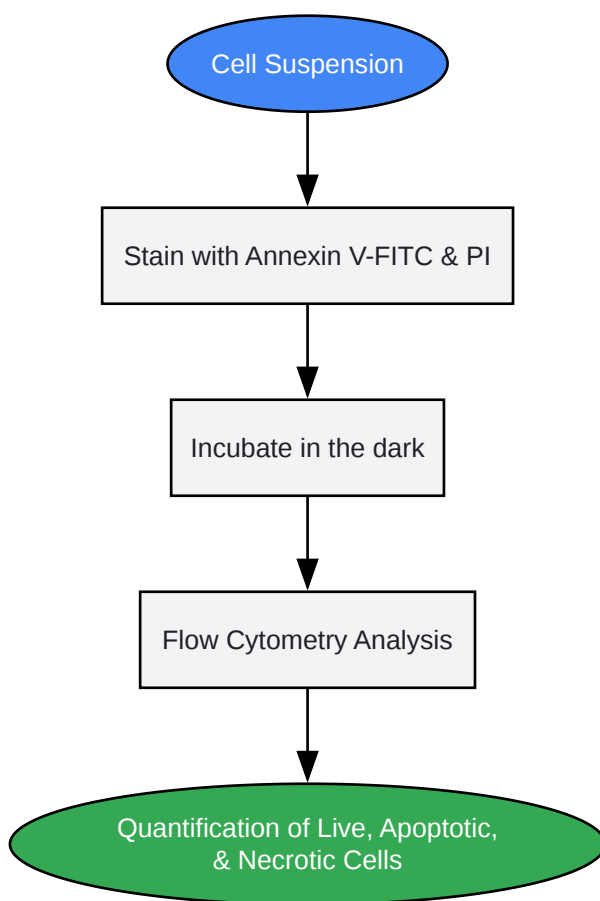 Cell Suspension
Stain with Annexin V-FITC & PI
Incubate in the dark
Flow Cytometry Analysis
Quantification of Live, Apoptotic,
& Necrotic Cells